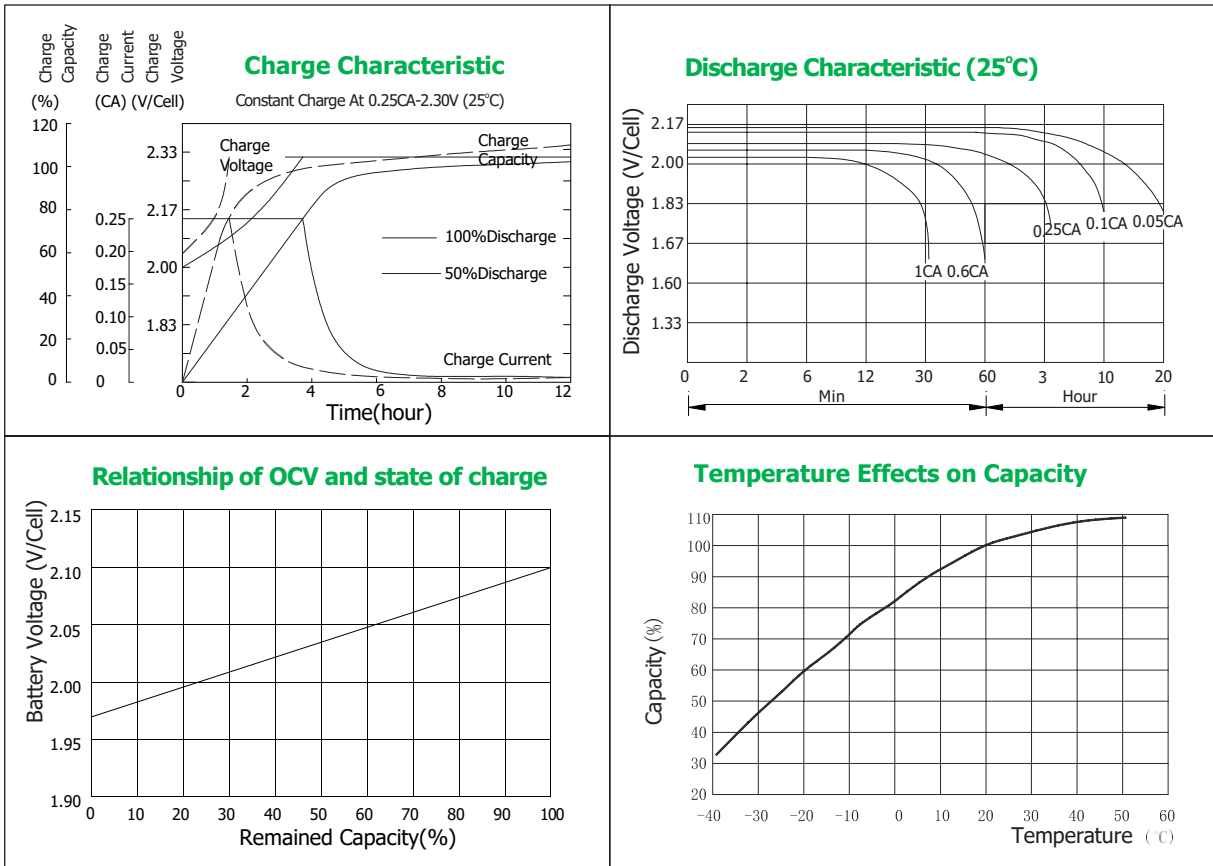 Charge Characteristic
Constant Charge At 0.25CA-2.30V (25°C)
Charge
Capacity
Charge
Current
Charge
Voltage
(%)
(CA) (V/Cell)
120
100
80
60
40
20
0
0.25
0.20
0.15
0.10
0.05
0
2.33
2.17
2.00
1.83
Charge
Voltage
Charge
Capacity
100%Discharge
50%Discharge
Charge Current
0 2 4 6 8 10 12
Time(hour)
Discharge Characteristic (25°C)
Discharge Voltage (V/Cell)
2.17
2.00
1.83
1.67
1.60
1.33
1CA 0.6CA
0.25CA 0.1CA 0.05CA
0 2 6 12 30 60 3 10 20
Min Hour
Relationship of OCV and state of charge
Battery Voltage (V/Cell)
2.15
2.10
2.05
2.00
1.95
1.90
0 10 20 30 40 50 60 70 80 90 100
Remained Capacity(%)
Temperature Effects on Capacity
Capacity (%)
110
100
90
80
70
60
50
40
30
20
-40 -30 -20 -10 0 10 20 30 40 50 60
Temperature (℃)